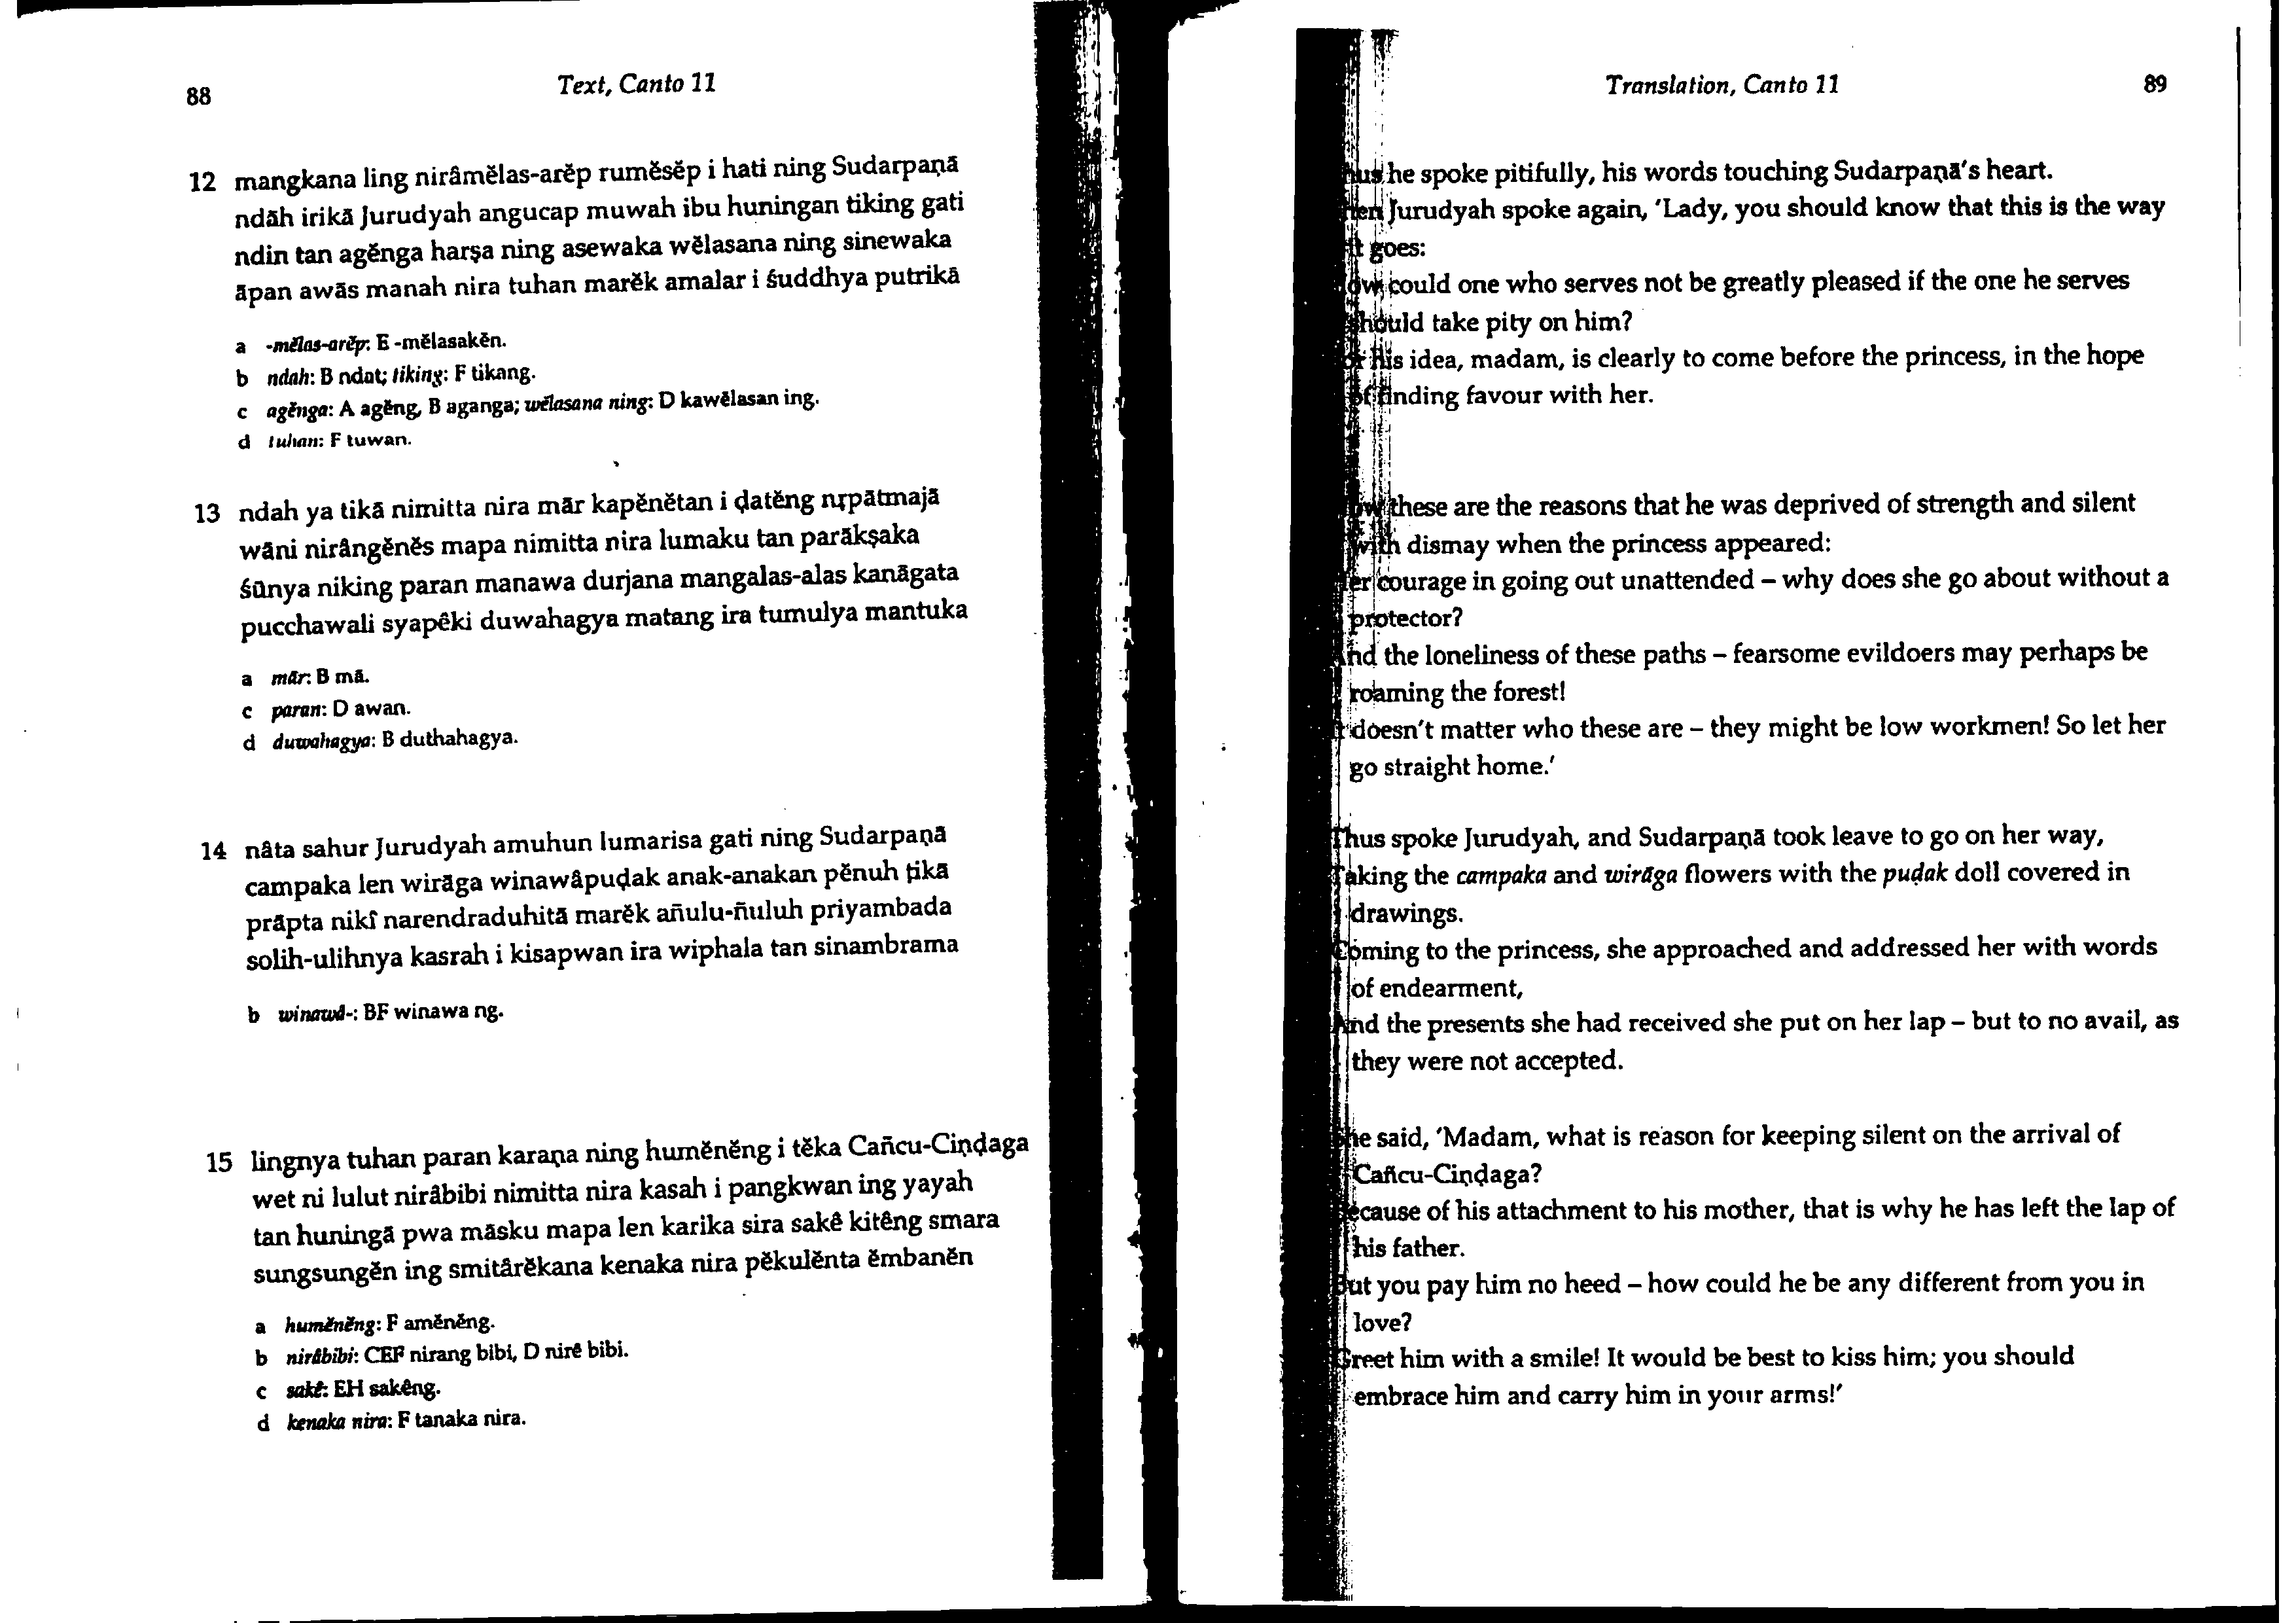 88
Text, Canto 11
12 mangkana ling nirâmĕlas-arĕp rumĕsĕp i hati ning Sudarpaṇā
ndāh irikā Jurudyah angucap muwah ibu huningan tiking gati
ndin tan agĕnga harṣa ning asewaka wĕlasana ning sinewaka
āpan awās manah nira tuhan marĕk amalar i śuddhya putrikā
a -mĕlas-arĕp: E -mĕlasakĕn.
b ndah: B ndat; tiking: F tikang.
c agĕnga: A agĕng, B aganga; wĕlasana ning: D kawĕlasan ing.
d tuhan: F tuwan.
13 ndah ya tikā nimitta nira mār kapĕnĕtan i ḍatĕng nṛpātmajā
wāni nirângĕnĕs mapa nimitta nira lumaku tan parākṣaka
śūnya niking paran manawa durjana mangalas-alas kanāgata
pucchawali syapêki duwahagya matang ira tumulya mantuka
a mār: B mā.
c paran: D awan.
d duwahagya: B duthahagya.
14 nâta sahur Jurudyah amuhun lumarisa gati ning Sudarpaṇā
campaka len wirāga winawâpuḍak anak-anakan pĕnuh ṭikā
prāpta nikî narendraduhitā marĕk añulu-ñuluh priyambada
solih-ulihnya kasrah i kisapwan ira wiphala tan sinambrama
b winawâ-: BF winawa ng.
15 lingnya tuhan paran karaṇa ning humĕnĕng i tĕka Cañcu-Ciṇḍaga
wet ni lulut nirâbibi nimitta nira kasah i pangkwan ing yayah
tan huningā pwa māsku mapa len karika sira sakê kitêng smara
sungsungĕn ing smitârĕkana kenaka nira pĕkulĕnta ĕmbanĕn
a humĕnĕng: F amĕnĕng.
b nirâbibi: CEF nirang bibi, D nirê bibi.
c sakê: EH sakêng.
d kenaka nira: F tanaka nira.
Translation, Canto 11
89
he spoke pitifully, his words touching Sudarpaṇā's heart.
Jurudyah spoke again, 'Lady, you should know that this is the way
goes:
could one who serves not be greatly pleased if the one he serves
should take pity on him?
his idea, madam, is clearly to come before the princess, in the hope
of finding favour with her.
these are the reasons that he was deprived of strength and silent
with dismay when the princess appeared:
courage in going out unattended – why does she go about without a
protector?
And the loneliness of these paths – fearsome evildoers may perhaps be
roaming the forest!
doesn't matter who these are – they might be low workmen! So let her
go straight home.'
Thus spoke Jurudyah, and Sudarpaṇā took leave to go on her way,
Taking the campaka and wirāga flowers with the puḍak doll covered in
drawings.
Coming to the princess, she approached and addressed her with words
of endearment,
And the presents she had received she put on her lap – but to no avail, as
they were not accepted.
She said, 'Madam, what is reason for keeping silent on the arrival of
Cañcu-Ciṇḍaga?
Because of his attachment to his mother, that is why he has left the lap of
his father.
But you pay him no heed – how could he be any different from you in
love?
Greet him with a smile! It would be best to kiss him; you should
embrace him and carry him in your arms!'